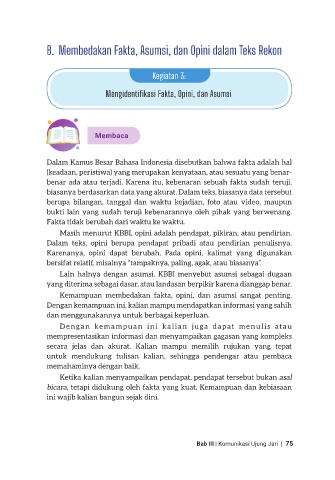 B. Membedakan Fakta, Asumsi, dan Opini dalam Teks Rekon
Kegiatan 3:
Mengidentifikasi Fakta, Opini, dan Asumsi
Membaca
Dalam Kamus Besar Bahasa Indonesia disebutkan bahwa fakta adalah hal
(keadaan, peristiwa) yang merupakan kenyataan, atau sesuatu yang benar-
benar ada atau terjadi. Karena itu, kebenaran sebuah fakta sudah teruji,
biasanya berdasarkan data yang akurat. Dalam teks, biasanya data tersebut
berupa bilangan, tanggal dan waktu kejadian, foto atau video, maupun
bukti lain yang sudah teruji kebenarannya oleh pihak yang berwenang.
Fakta tidak berubah dari waktu ke waktu.
Masih menurut KBBI, opini adalah pendapat, pikiran, atau pendirian.
Dalam teks, opini berupa pendapat pribadi atau pendirian penulisnya.
Karenanya, opini dapat berubah. Pada opini, kalimat yang digunakan
bersifat relatif, misalnya "tampaknya, paling, agak, atau biasanya".
Lain halnya dengan asumsi. KBBI menyebut asumsi sebagai dugaan
yang diterima sebagai dasar, atau landasan berpikir karena dianggap benar.
Kemampuan membedakan fakta, opini, dan asumsi sangat penting.
Dengan kemampuan ini, kalian mampu mendapatkan informasi yang sahih
dan menggunakannya untuk berbagai keperluan.
Dengan kemampuan ini kalian juga dapat menulis atau
mempresentasikan informasi dan menyampaikan gagasan yang kompleks
secara jelas dan akurat. Kalian mampu memilih rujukan yang tepat
untuk mendukung tulisan kalian, sehingga pendengar atau pembaca
memahaminya dengan baik.
Ketika kalian menyampaikan pendapat, pendapat tersebut bukan asal
bicara, tetapi didukung oleh fakta yang kuat. Kemampuan dan kebiasaan
ini wajib kalian bangun sejak dini.
Bab III | Komunikasi Ujung Jari | 75